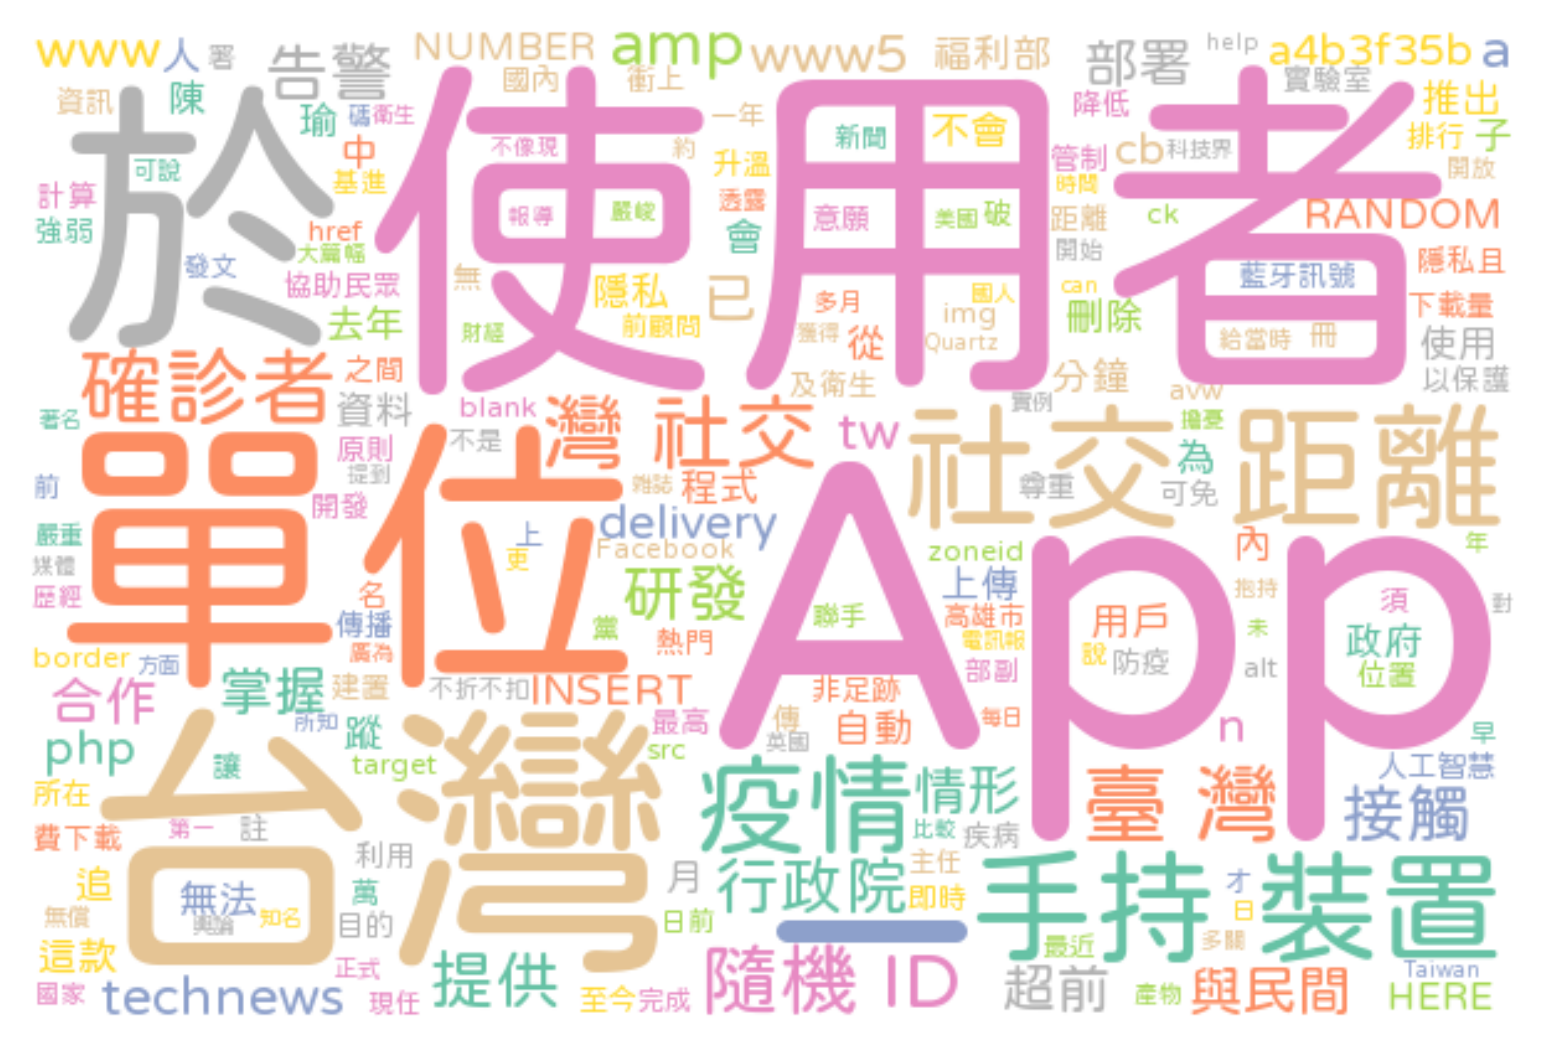 www 人 署 告警 NUMBER amp www5 福利部 部署 help a4b3f35b a
國內 衝上 實驗室
資訊 陳 瑜 碼 衛生 一年 新聞 不會 降低 推出
中 不像現 約 升溫 管制 cb 科技界 排行 子
可說 基進 時間 開放
計算 於 使用者 報導 嚴峻 透露 意願 美國 破 距離 ck RANDOM
強弱 href 會 開始
發文 大篇幅 藍牙訊號 隱私且
協助民眾 無 隱私 已 多月 國人 can 刪除 下載量
去年 財經 前顧問 獲得 從 img 給當時 冊 使用
Quartz
確診者 之間 及衛生 分鐘 avw 以保護
著名 資料 blank 灣 社交 tw 實例 擔憂
原則 不是 社交距離
前 提到 雜誌 程式 尊重 可免 為
單位 開發 上 delivery App
嚴重 更 Facebook zoneid 內 年
媒體 研發 上傳 抱持
歷經 名 聯手 高雄市 用戶 須 對
傳播 黨 熱門 電訊報 未 政府
border 方面 廣為 部副 說 防疫 alt 位置
合作 掌握 建置 不折不扣 INSERT 非足跡
所知 最高 傳 自動 每日 n 早
php 蹤 英國
讓 target src 人工智慧
所在 台灣 疫情 情形 臺灣 接觸
費下載 第一 註 比較 疾病
利用
追 無法 萬 月 行政院 主任 手持裝置 才
無償 輿論 知名 目的 日前 即時 日
這款 最近 多關
正式 提供 隨機 ID 超前 Taiwan
國家 technews 現任 至今 完成 產物 與民間 HERE